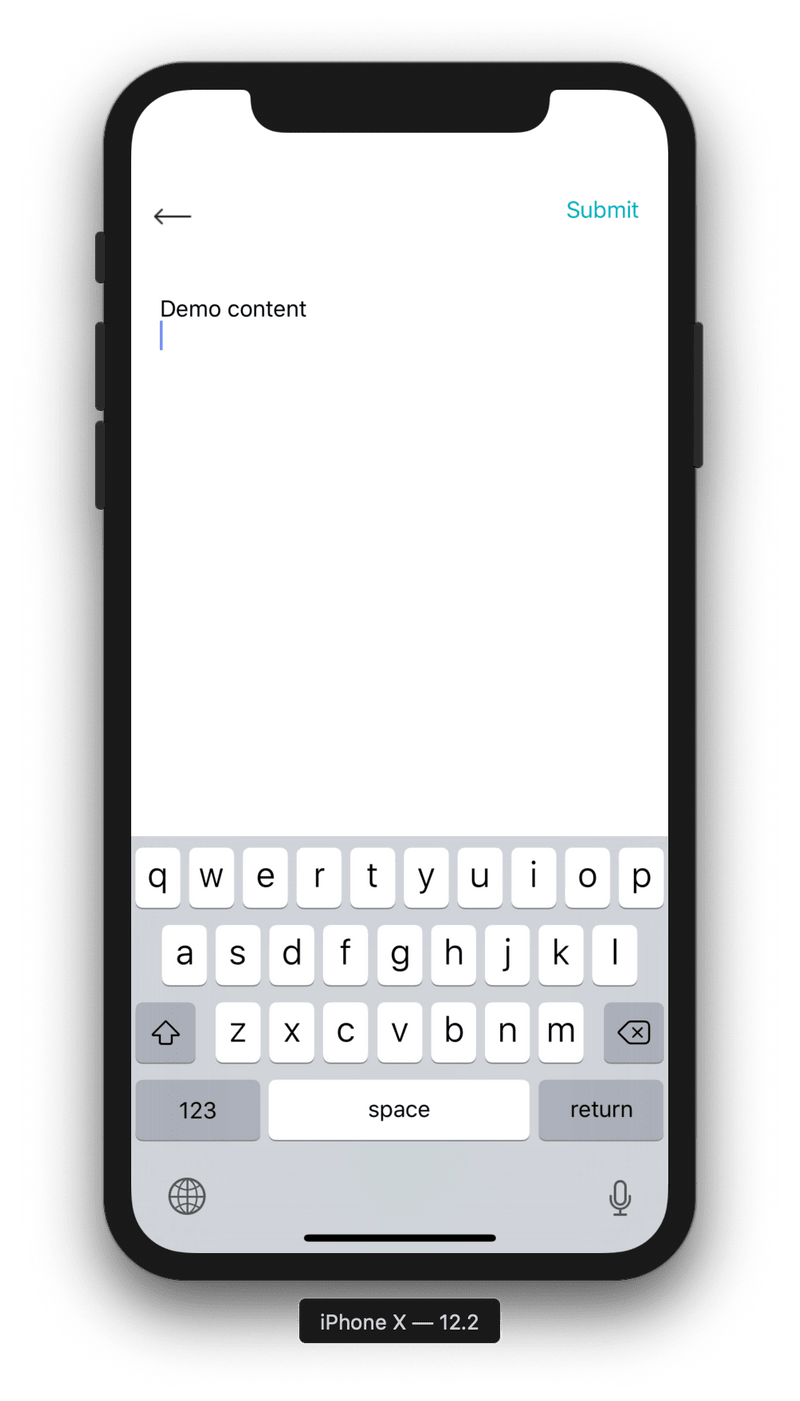 Submit
Demo content
q w e r t y u i o p
a s d f g h j k l
z x c v b n m
123 space return
iPhone X — 12.2